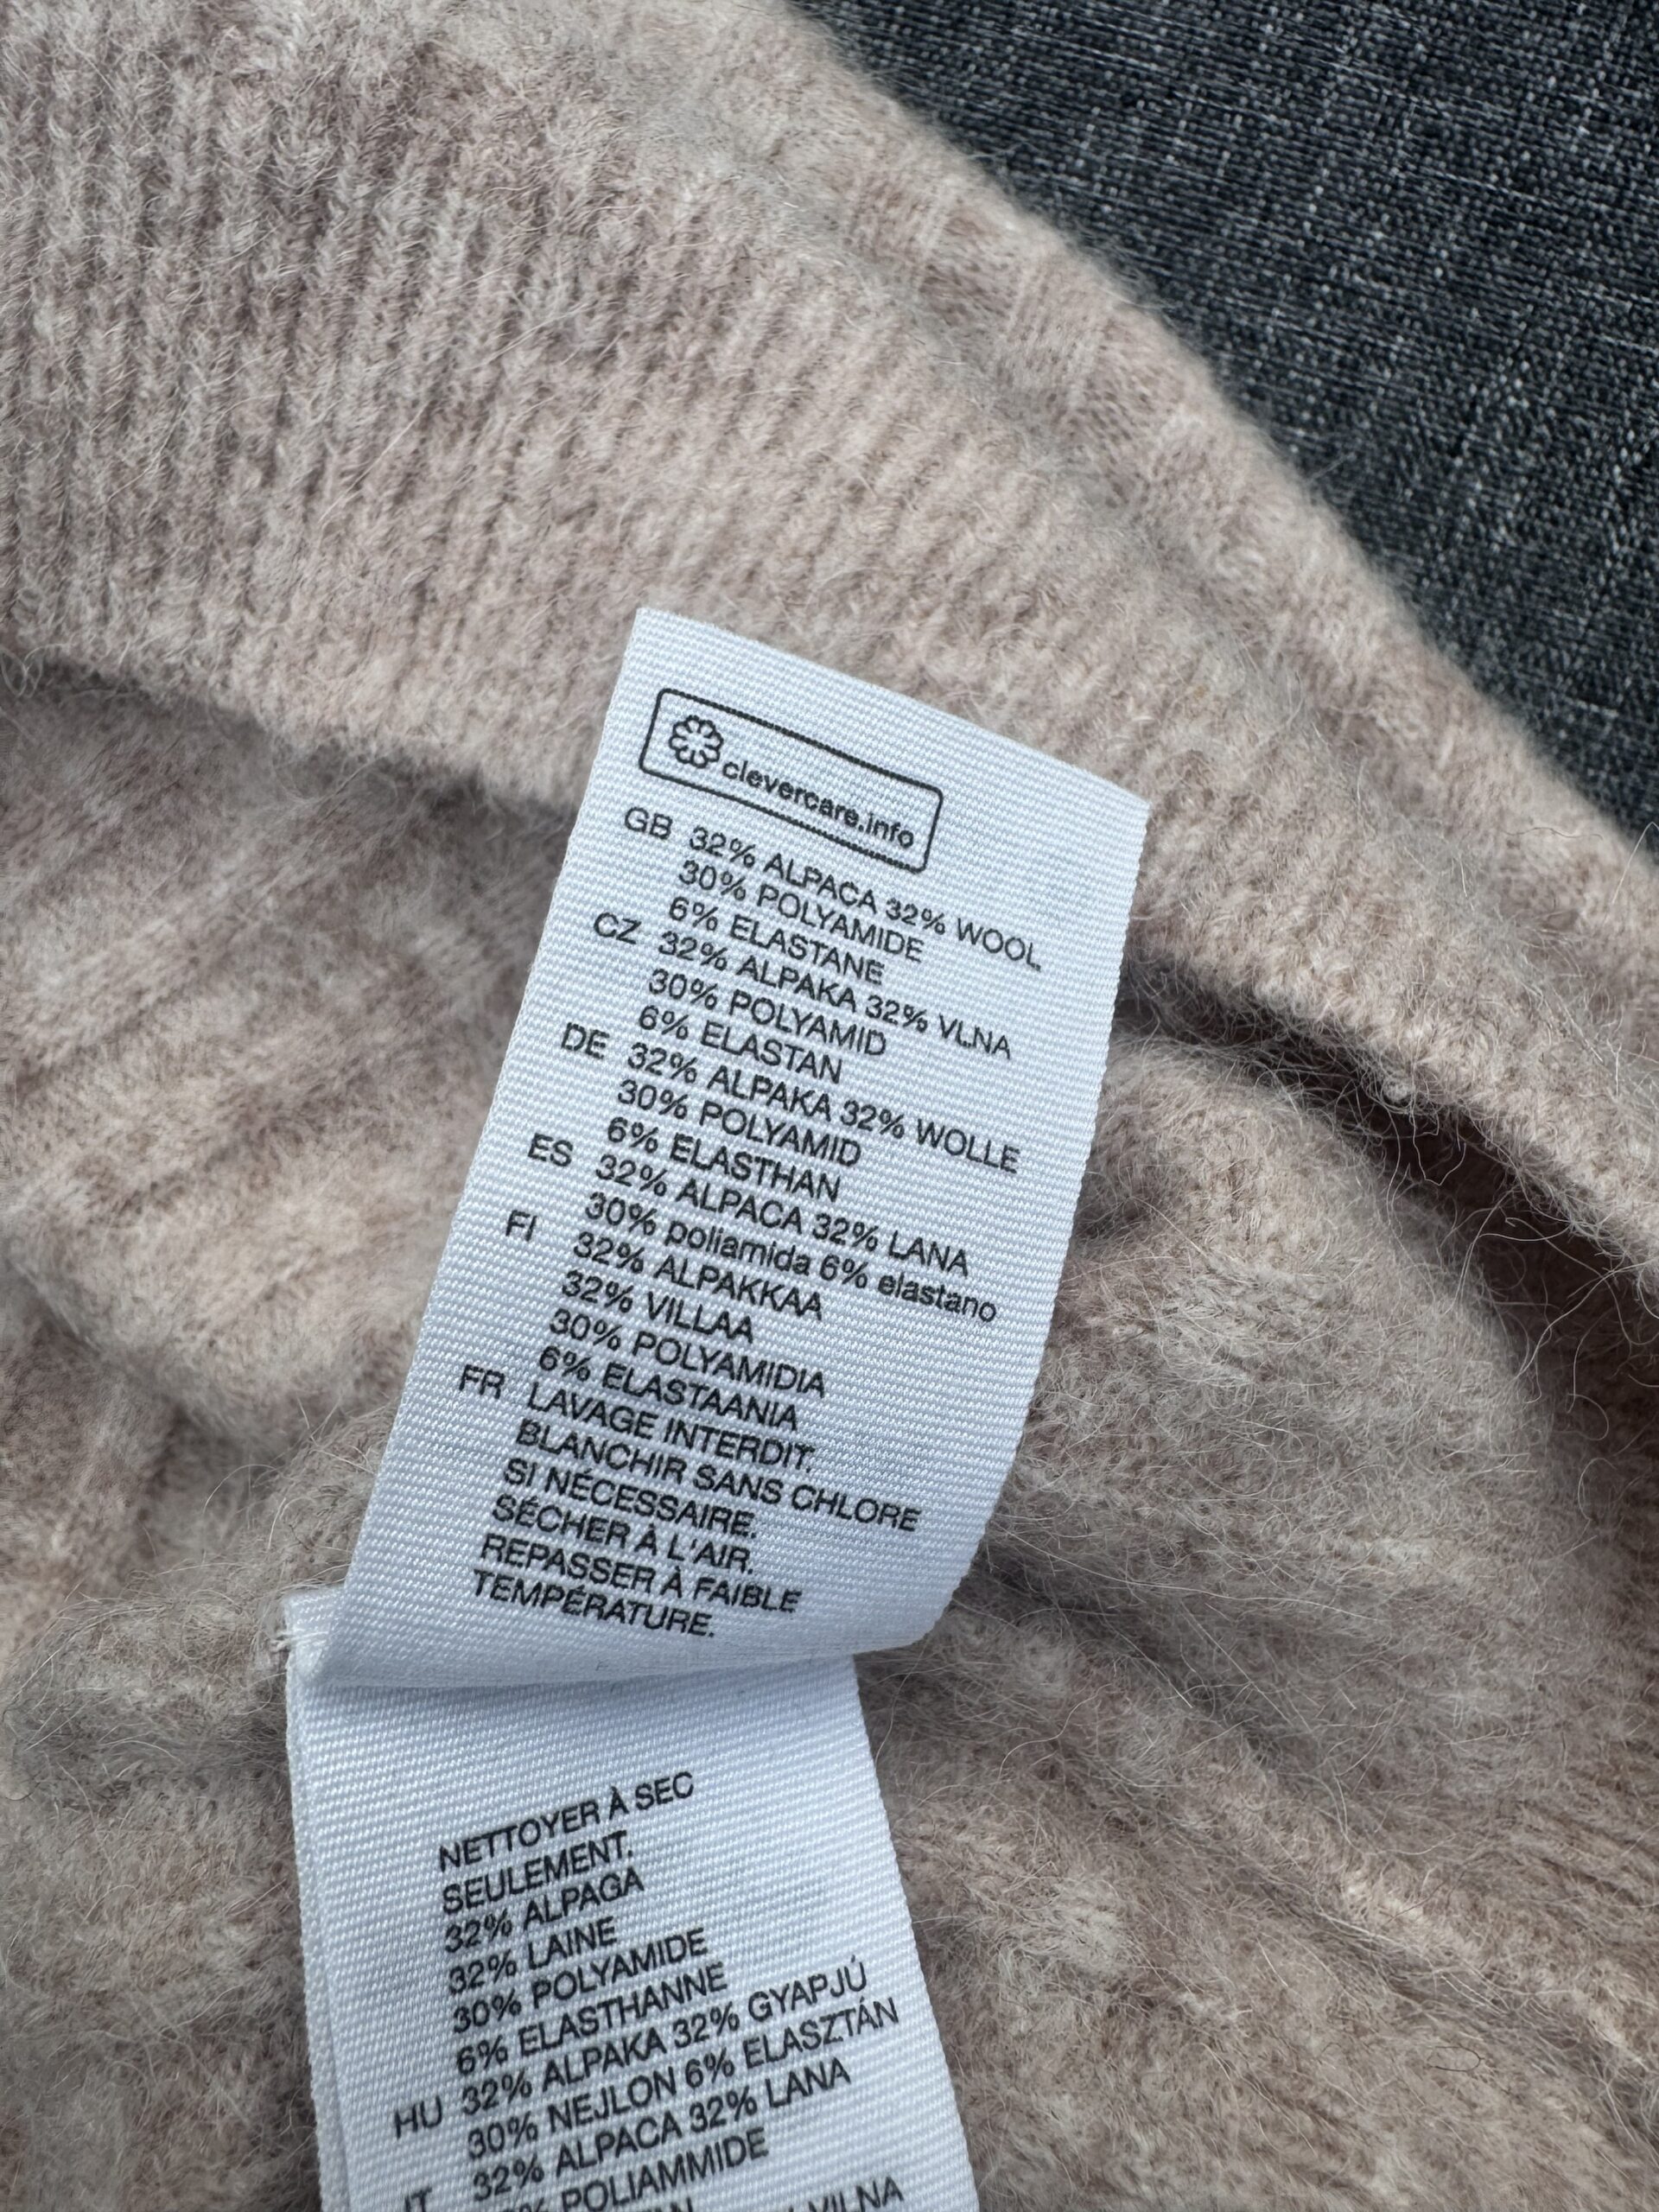 clevercare.info
GB 32% ALPACA 32% WOOL
30% POLYAMIDE
6% ELASTANE
CZ 32% ALPAKA 32% VLNA
30% POLYAMID
6% ELASTAN
DE 32% ALPAKA 32% WOLLE
30% POLYAMID
6% ELASTHAN
ES 32% ALPACA 32% LANA
30% poliamida 6% elastano
FI 32% ALPAKKAA
32% VILLAA
30% POLYAMIDIA
6% ELASTAANIA
FR LAVAGE INTERDIT.
BLANCHIR SANS CHLORE
SI NÉCESSAIRE.
SÉCHER À L'AIR.
REPASSER À FAIBLE
TEMPÉRATURE.
NETTOYER À SEC
SEULEMENT.
32% ALPAGA
32% LAINE
30% POLYAMIDE
6% ELASTHANNE
HU 32% ALPAKA 32% GYAPJÚ
30% NEJLON 6% ELASZTÁN
IT 32% ALPACA 32% LANA
POLIAMMIDE
VILNA